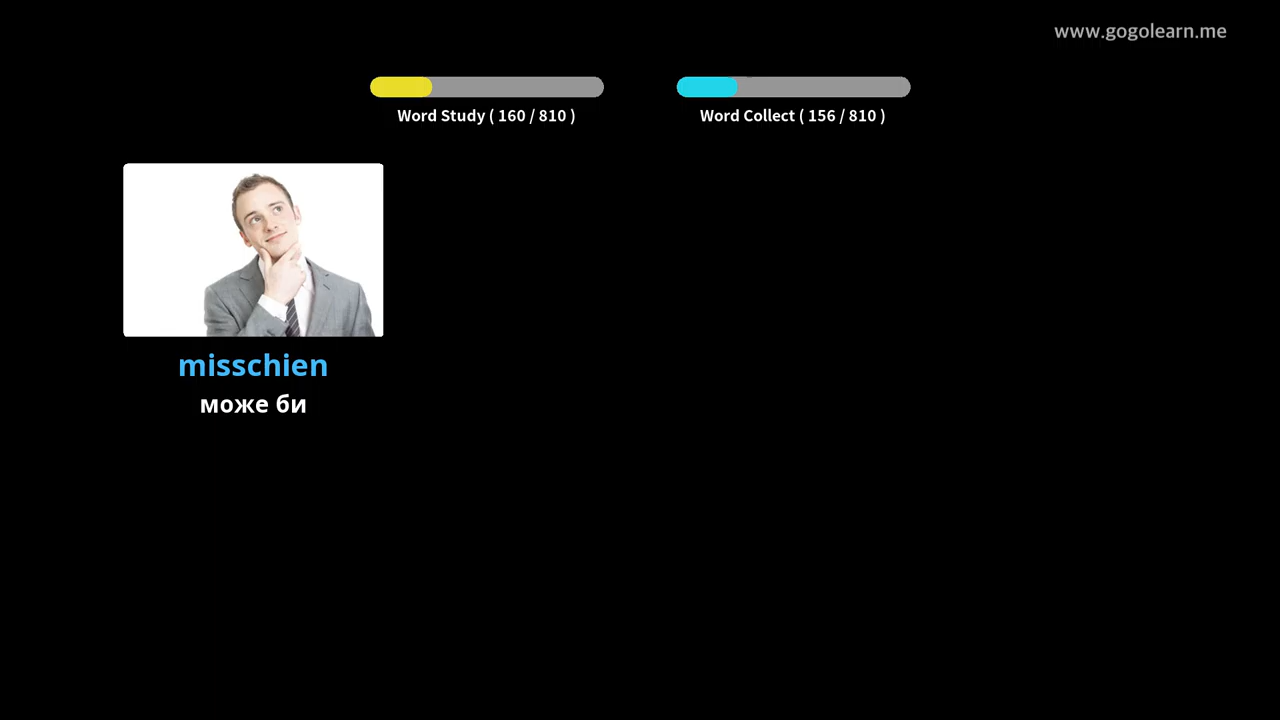 www.gogolearn.me
Word Study ( 160 / 810 )
Word Collect ( 156 / 810 )
misschien
може би